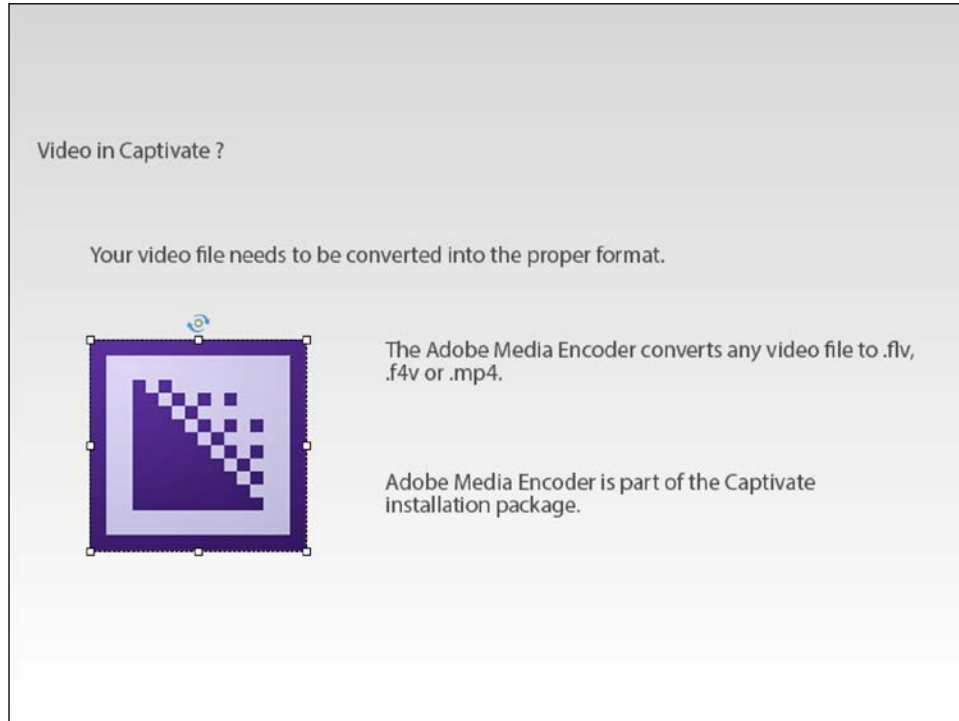 Video in Captivate ?
Your video file needs to be converted into the proper format.
The Adobe Media Encoder converts any video file to .flv,
.f4v or .mp4.
Adobe Media Encoder is part of the Captivate
installation package.